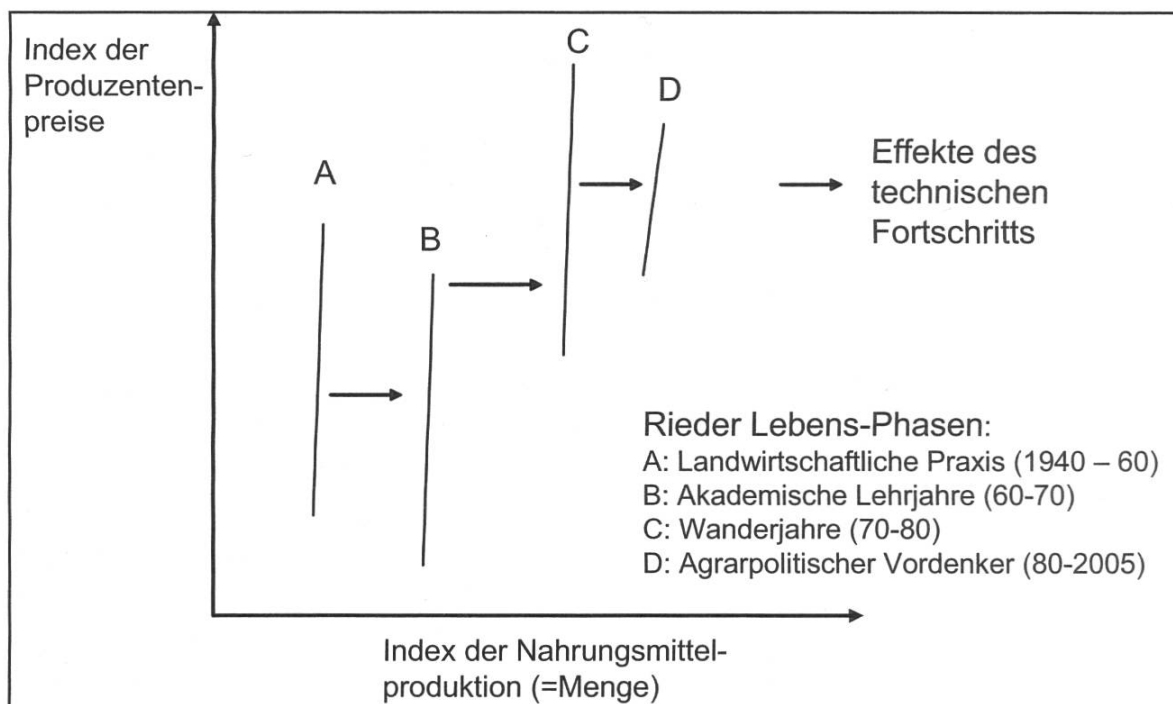 Index der
Produzenten-
preise
A
B
C
D
Effekte des
technischen
Fortschritts
Rieder Lebens-Phasen:
A: Landwirtschaftliche Praxis (1940 – 60)
B: Akademische Lehrjahre (60-70)
C: Wanderjahre (70-80)
D: Agrarpolitischer Vordenker (80-2005)
Index der Nahrungsmittel-
produktion (=Menge)